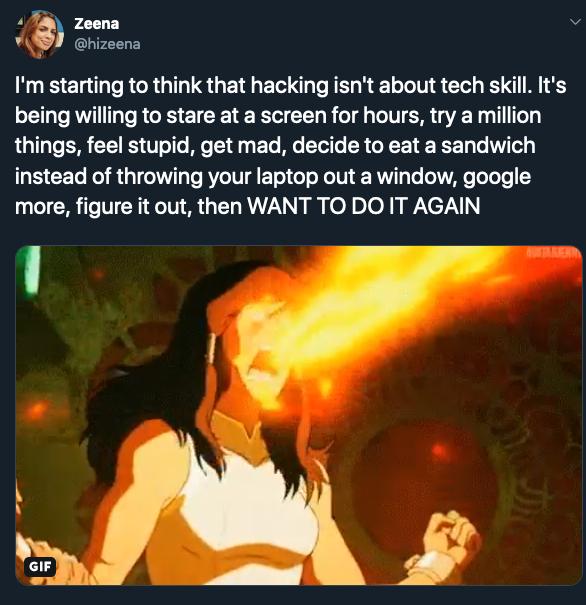 Zeena
@hizeena
I'm starting to think that hacking isn't about tech skill. It's
being willing to stare at a screen for hours, try a million
things, feel stupid, get mad, decide to eat a sandwich
instead of throwing your laptop out a window, google
more, figure it out, then WANT TO DO IT AGAIN
GIF